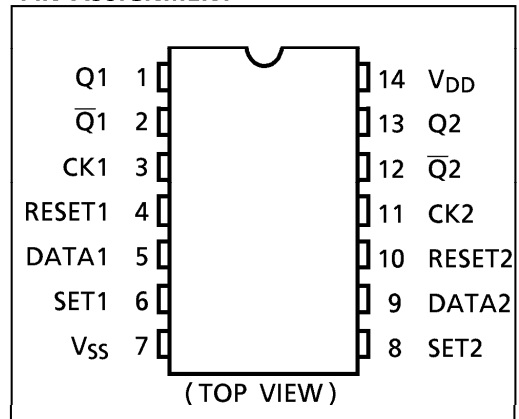 Q1 1 14 VDD
Q̅1 2 13 Q2
CK1 3 12 Q̅2
RESET1 4 11 CK2
DATA1 5 10 RESET2
SET1 6 9 DATA2
VSS 7 8 SET2
(TOP VIEW)